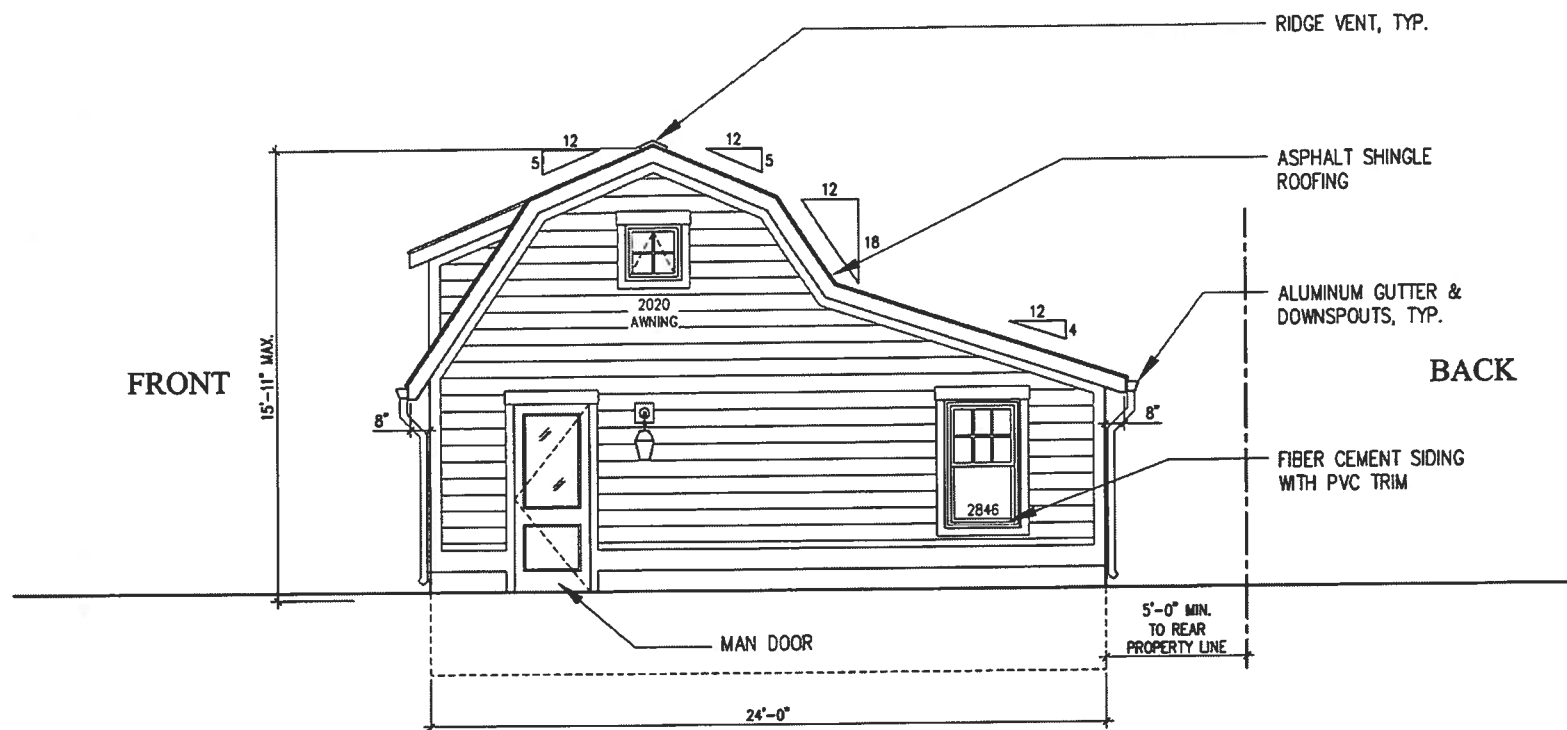 RIDGE VENT, TYP.
12
5
12
5
ASPHALT SHINGLE
ROOFING
12
18
2020
AWNING
12
4
ALUMINUM GUTTER &
DOWNSPOUTS, TYP.
15'-11" MAX.
FRONT
BACK
8"
8"
FIBER CEMENT SIDING
WITH PVC TRIM
2846
MAN DOOR
5'-0" MIN.
TO REAR
PROPERTY LINE
24'-0"